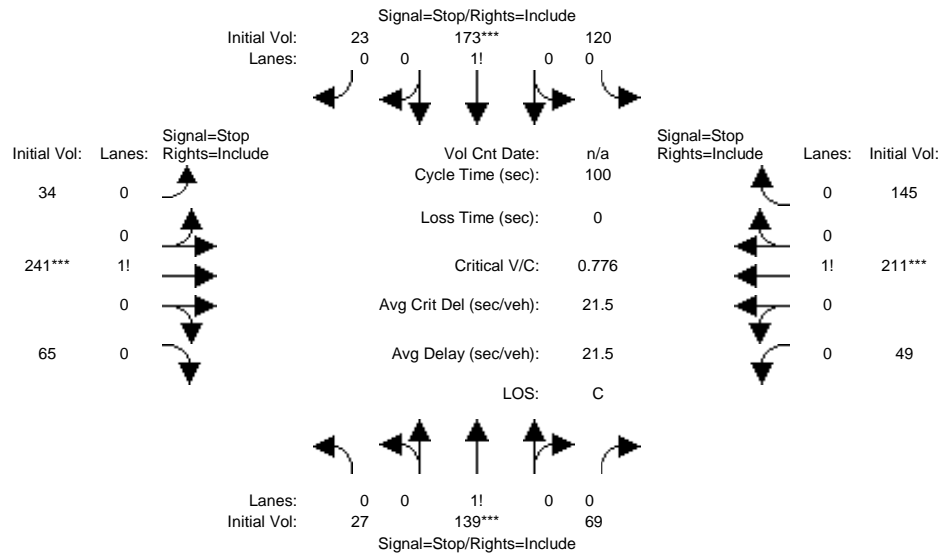 Signal=Stop/Rights=Include
Initial Vol: 23 173*** 120
Lanes: 0 0 1! 0 0
Signal=Stop
Initial Vol: Lanes: Rights=Include
Vol Cnt Date: n/a
Signal=Stop
Rights=Include Lanes: Initial Vol:
Cycle Time (sec): 100
34 0
0 145
Loss Time (sec): 0
0
0
241*** 1!
Critical V/C: 0.776
1! 211***
0
Avg Crit Del (sec/veh): 21.5
0
65 0
Avg Delay (sec/veh): 21.5
0 49
LOS: C
Lanes: 0 0 1! 0 0
Initial Vol: 27 139*** 69
Signal=Stop/Rights=Include